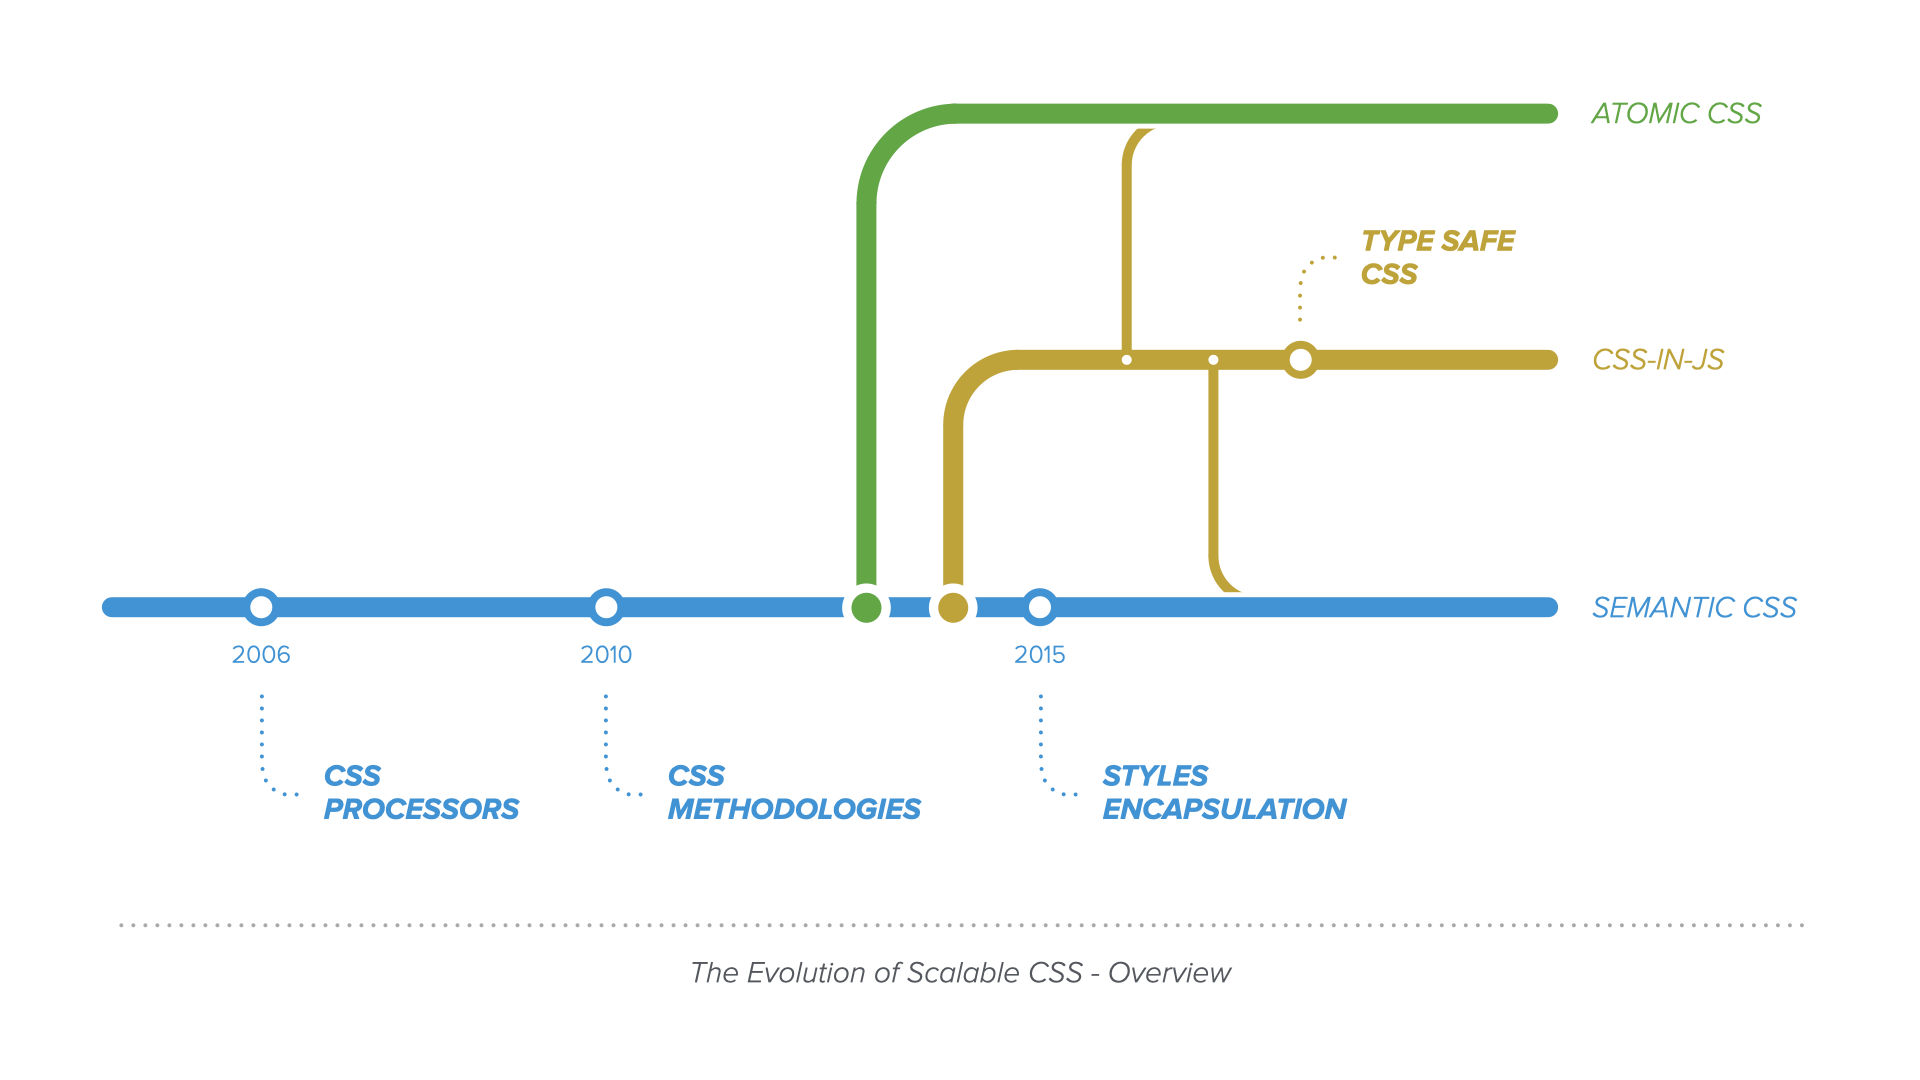 ATOMIC CSS
TYPE SAFE
CSS
CSS-IN-JS
SEMANTIC CSS
2006
2010
2015
CSS
PROCESSORS
CSS
METHODOLOGIES
STYLES
ENCAPSULATION
The Evolution of Scalable CSS - Overview